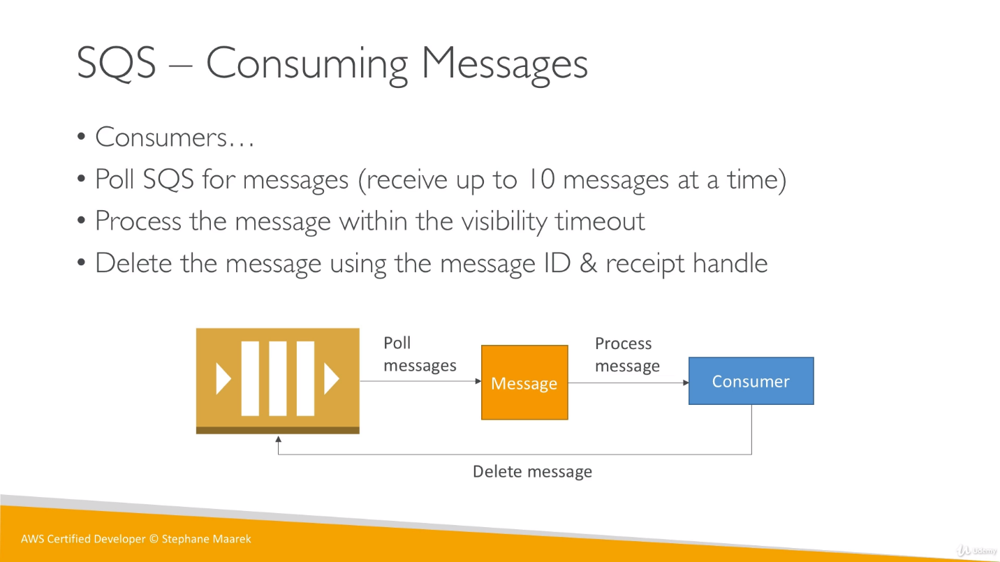 SQS – Consuming Messages
• Consumers…
• Poll SQS for messages (receive up to 10 messages at a time)
• Process the message within the visibility timeout
• Delete the message using the message ID & receipt handle
Poll
messages
Message
Process
message
Consumer
Delete message
AWS Certified Developer © Stephane Maarek
Udemy